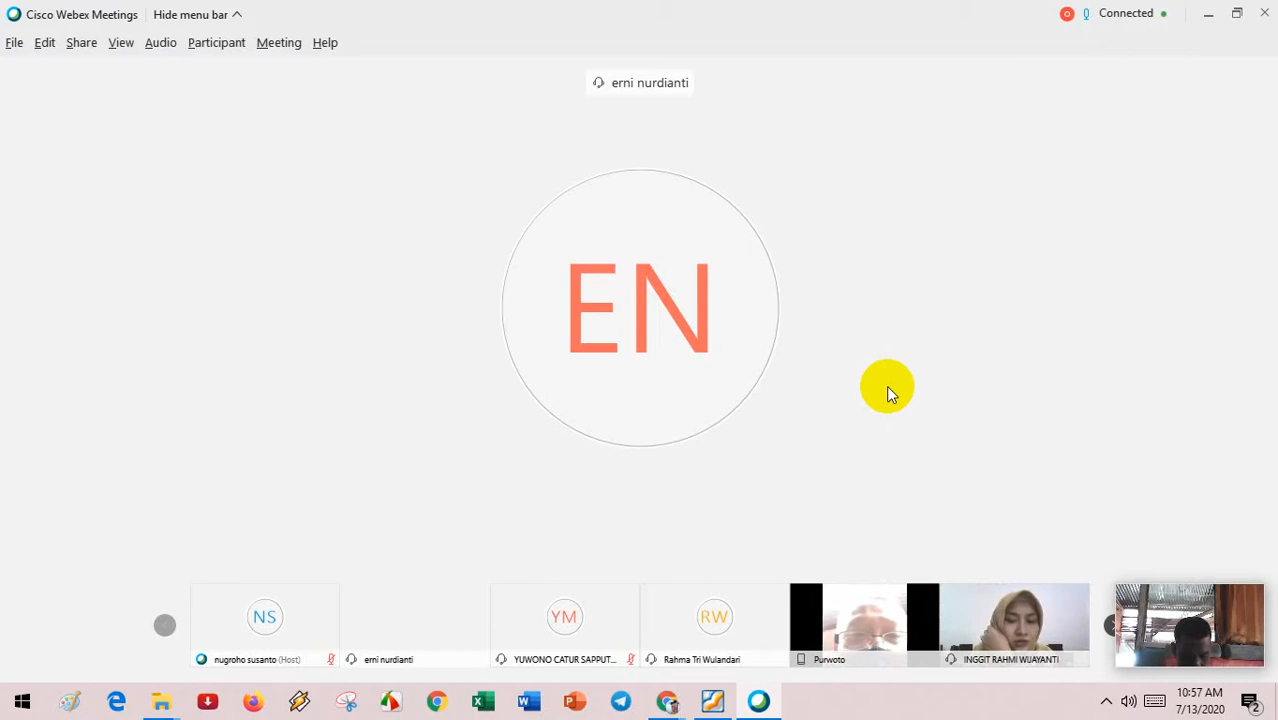 Cisco Webex Meetings Hide menu bar Connected
File Edit Share View Audio Participant Meeting Help
erni nurdianti
EN
NS YM RW
nugroho susanto (Host) erni nurdianti YUWONO CATUR SAPPUT... Rahma Tri Wulandari Purwoto INGGIT RAHMI WIJAYANTI
10:57 AM
7/13/2020
2